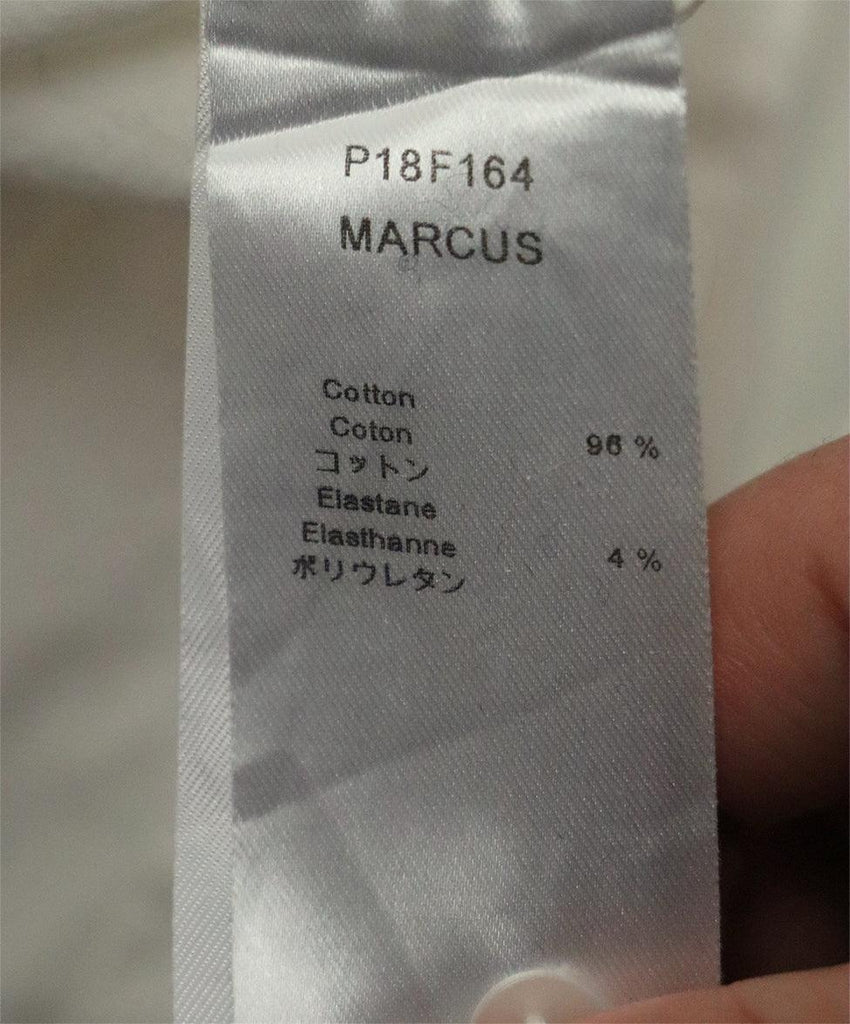 P18F164
MARCUS
Cotton
Coton
96 %
コットン
Elastane
Elasthanne
4 %
ポリウレタン